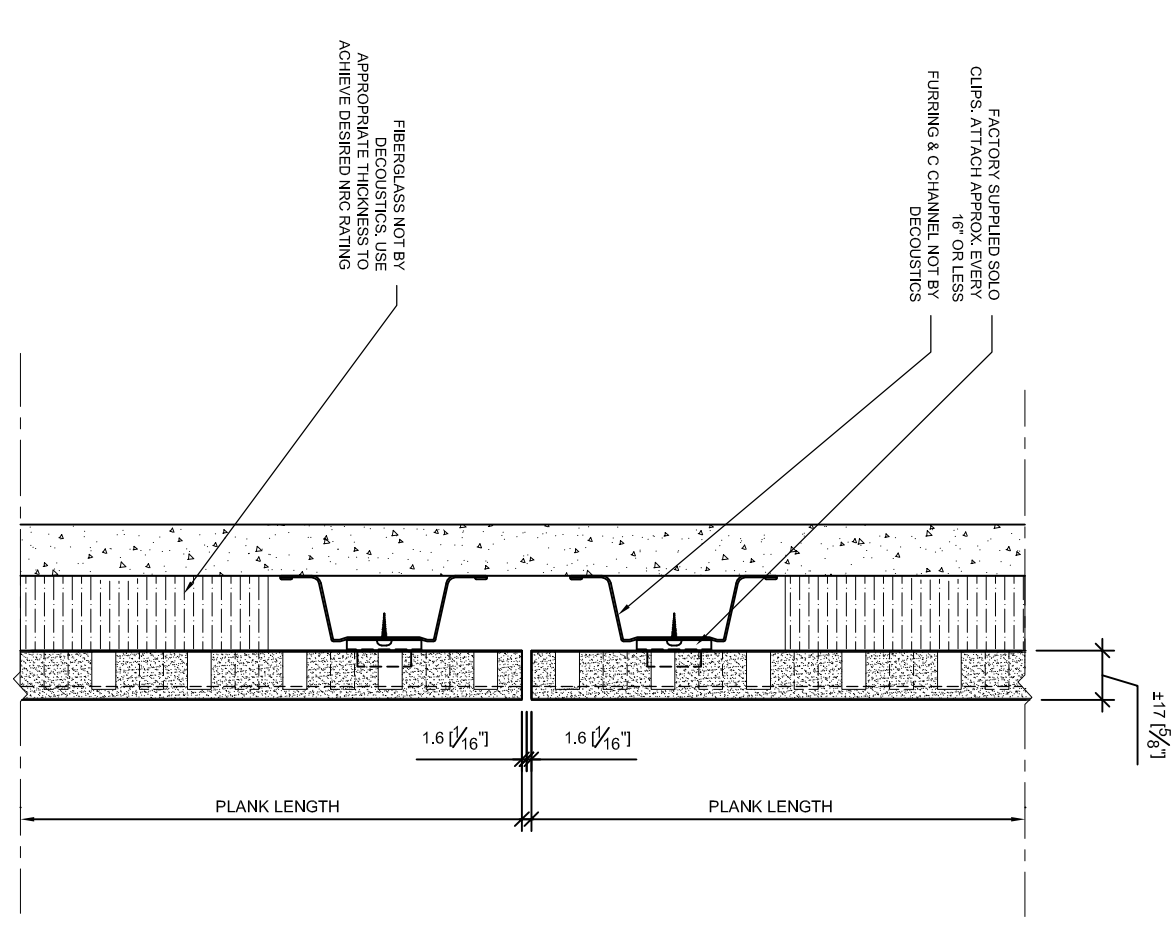 FACTORY SUPPLIED SOLO
CLIPS. ATTACH APPROX. EVERY
16" OR LESS
FURRING & C CHANNEL NOT BY
DECOUSTICS
FIBERGLASS NOT BY
DECOUSTICS. USE
APPROPRIATE THICKNESS TO
ACHIEVE DESIRED NRC RATING
±17 [5/8"]
1.6 [1/16"]
1.6 [1/16"]
PLANK LENGTH
PLANK LENGTH